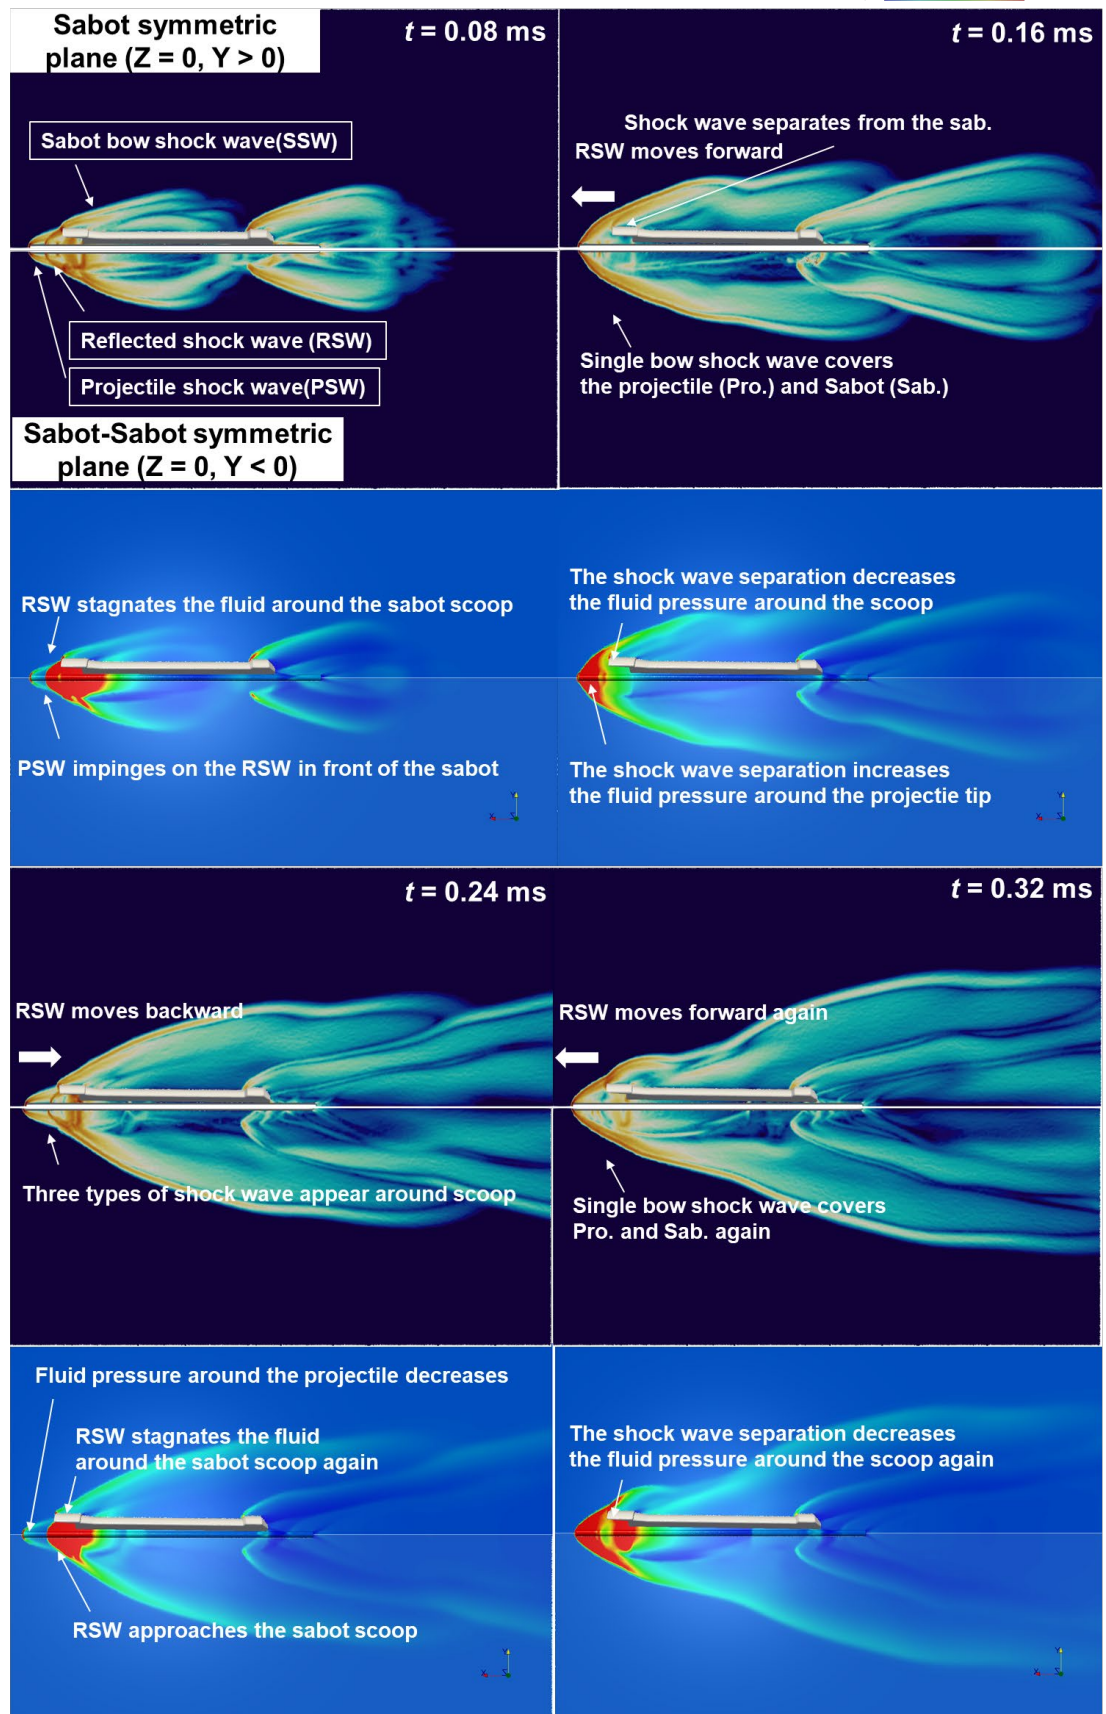 Sabot symmetric
plane (Z = 0, Y > 0)
t = 0.08 ms
Sabot bow shock wave(SSW)
Reflected shock wave (RSW)
Projectile shock wave(PSW)
Sabot-Sabot symmetric
plane (Z = 0, Y < 0)
t = 0.16 ms
Shock wave separates from the sab.
RSW moves forward
Single bow shock wave covers
the projectile (Pro.) and Sabot (Sab.)
RSW stagnates the fluid around the sabot scoop
PSW impinges on the RSW in front of the sabot
The shock wave separation decreases
the fluid pressure around the scoop
The shock wave separation increases
the fluid pressure around the projectie tip
t = 0.24 ms
RSW moves backward
Three types of shock wave appear around scoop
t = 0.32 ms
RSW moves forward again
Single bow shock wave covers
Pro. and Sab. again
Fluid pressure around the projectile decreases
RSW stagnates the fluid
around the sabot scoop again
RSW approaches the sabot scoop
The shock wave separation decreases
the fluid pressure around the scoop again